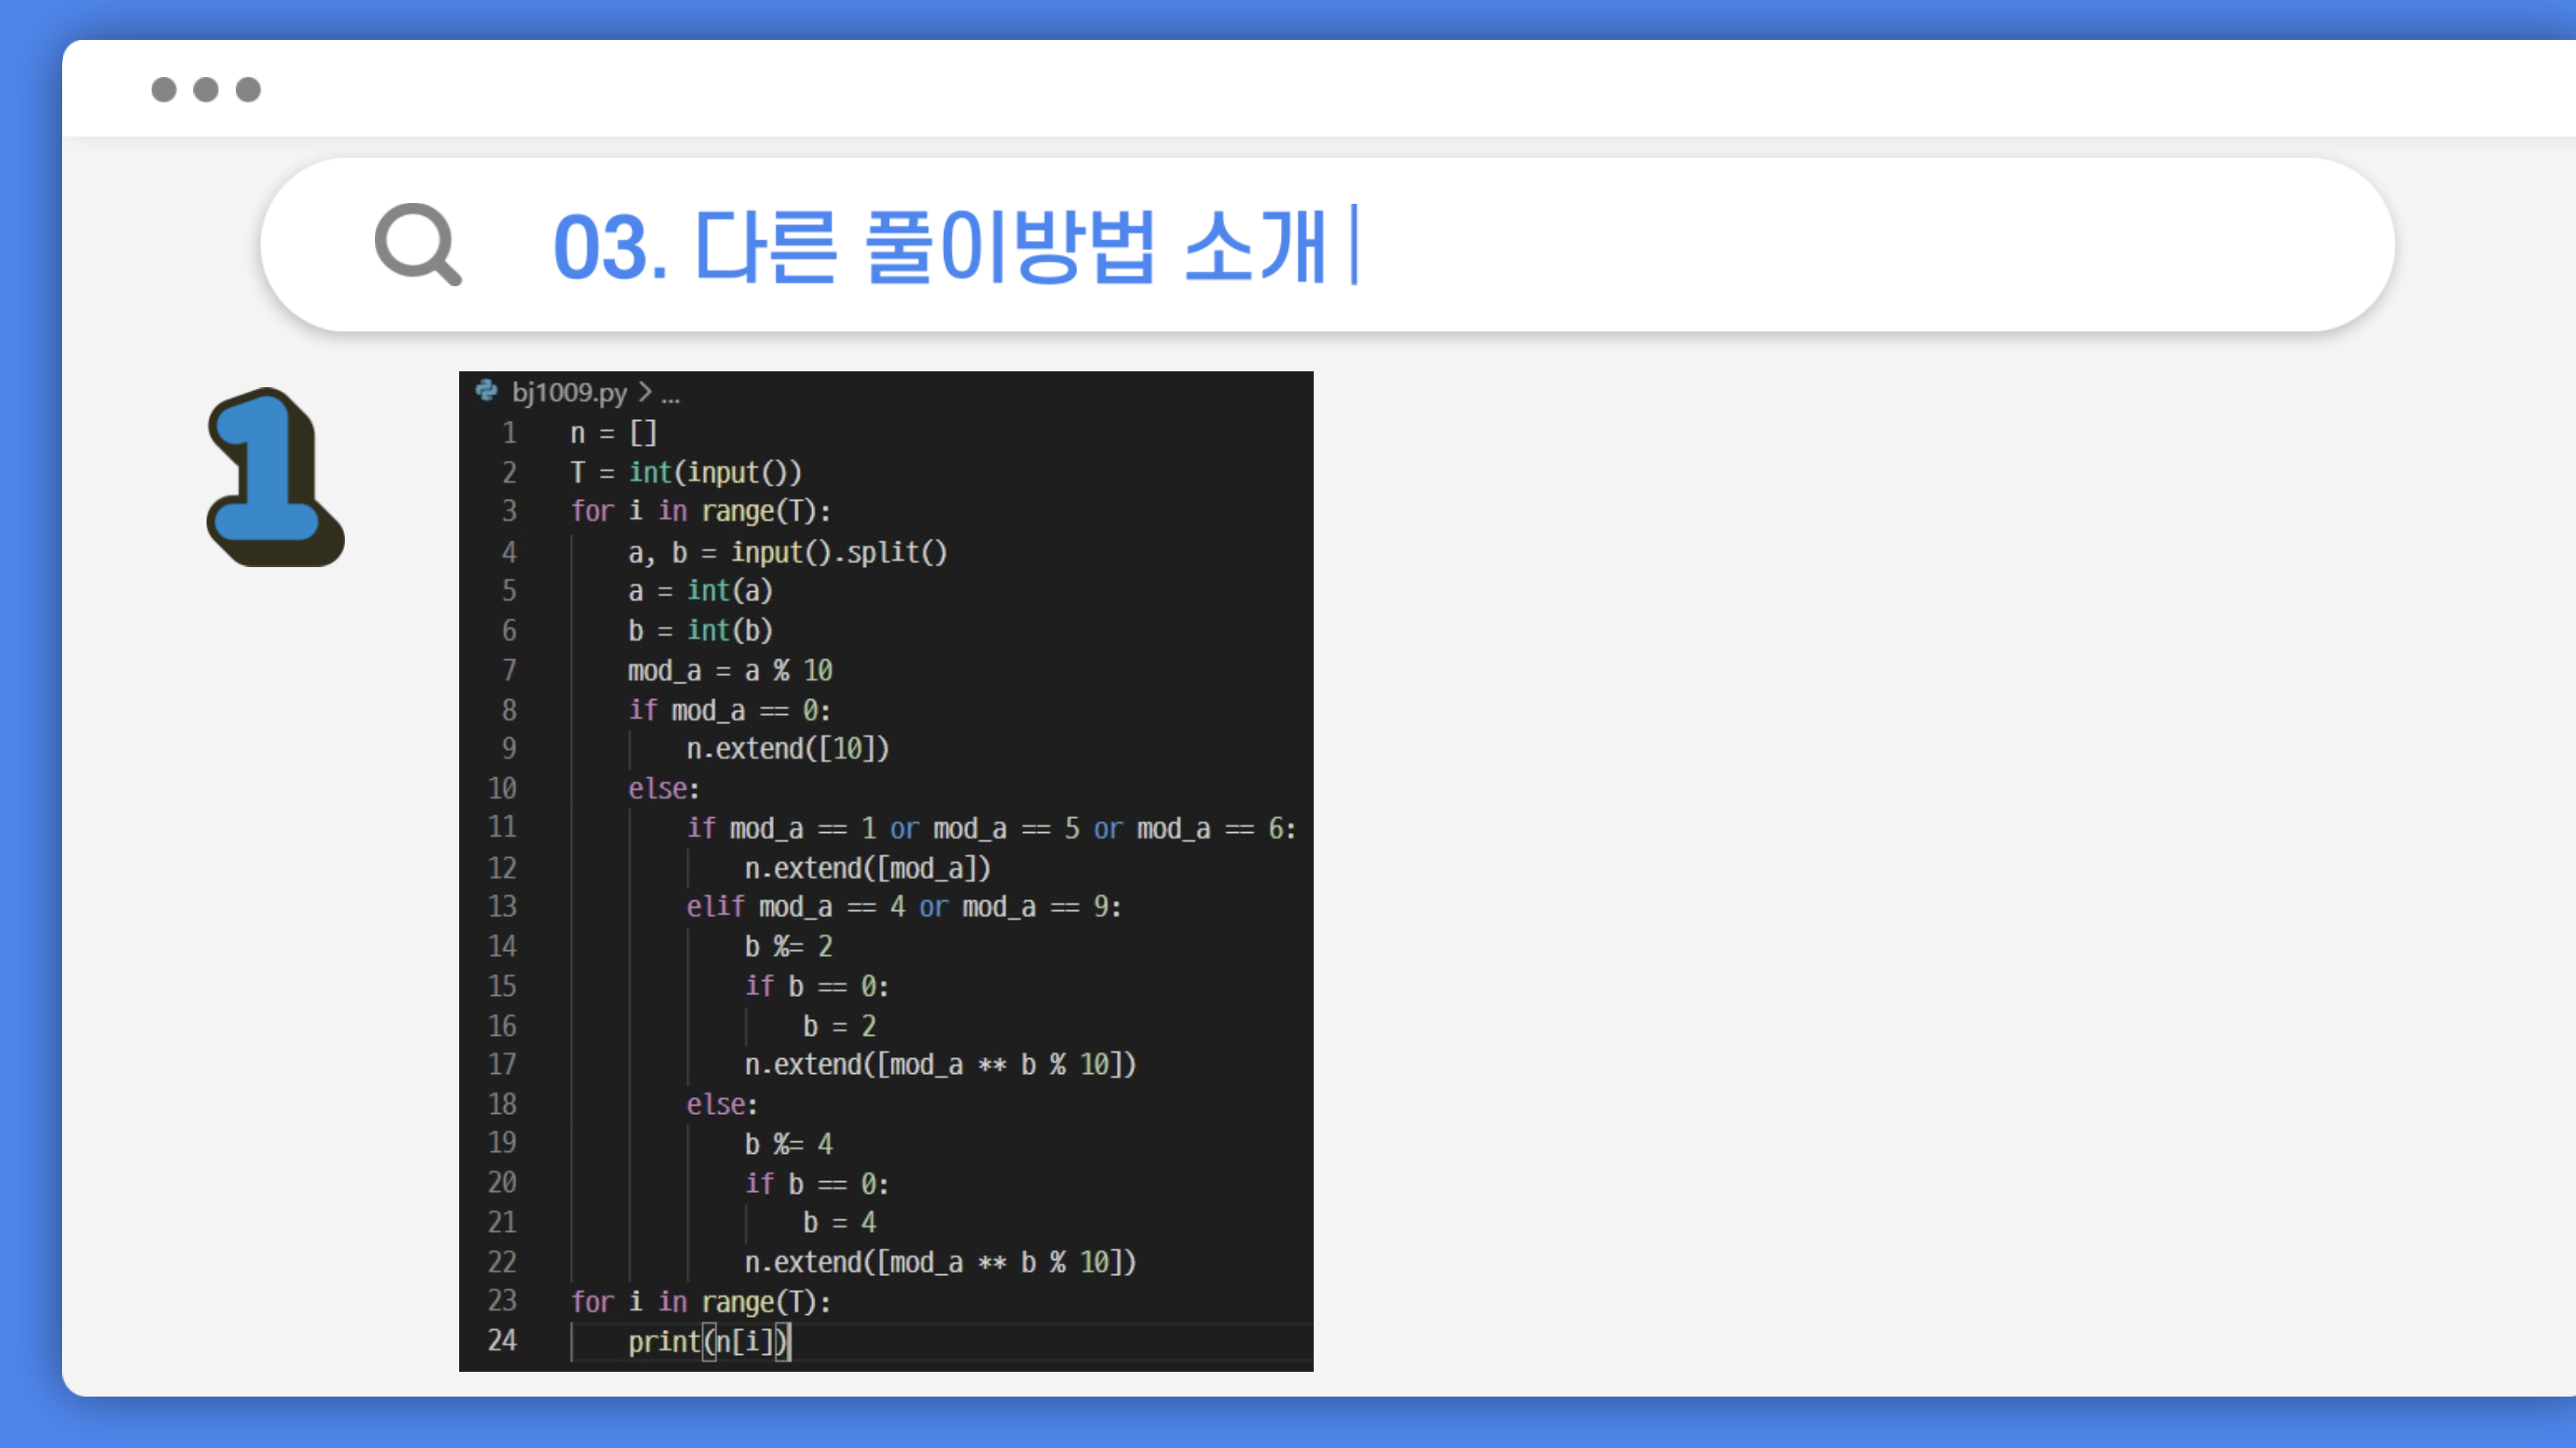 03. 다른 풀이방법 소개
1
bj1009.py > ...
1 n = []
2 T = int(input())
3 for i in range(T):
4     a, b = input().split()
5     a = int(a)
6     b = int(b)
7     mod_a = a % 10
8     if mod_a == 0:
9         n.extend([10])
10     else:
11         if mod_a == 1 or mod_a == 5 or mod_a == 6:
12             n.extend([mod_a])
13         elif mod_a == 4 or mod_a == 9:
14             b %= 2
15             if b == 0:
16                 b = 2
17             n.extend([mod_a ** b % 10])
18         else:
19             b %= 4
20             if b == 0:
21                 b = 4
22             n.extend([mod_a ** b % 10])
23 for i in range(T):
24     print(n[i])